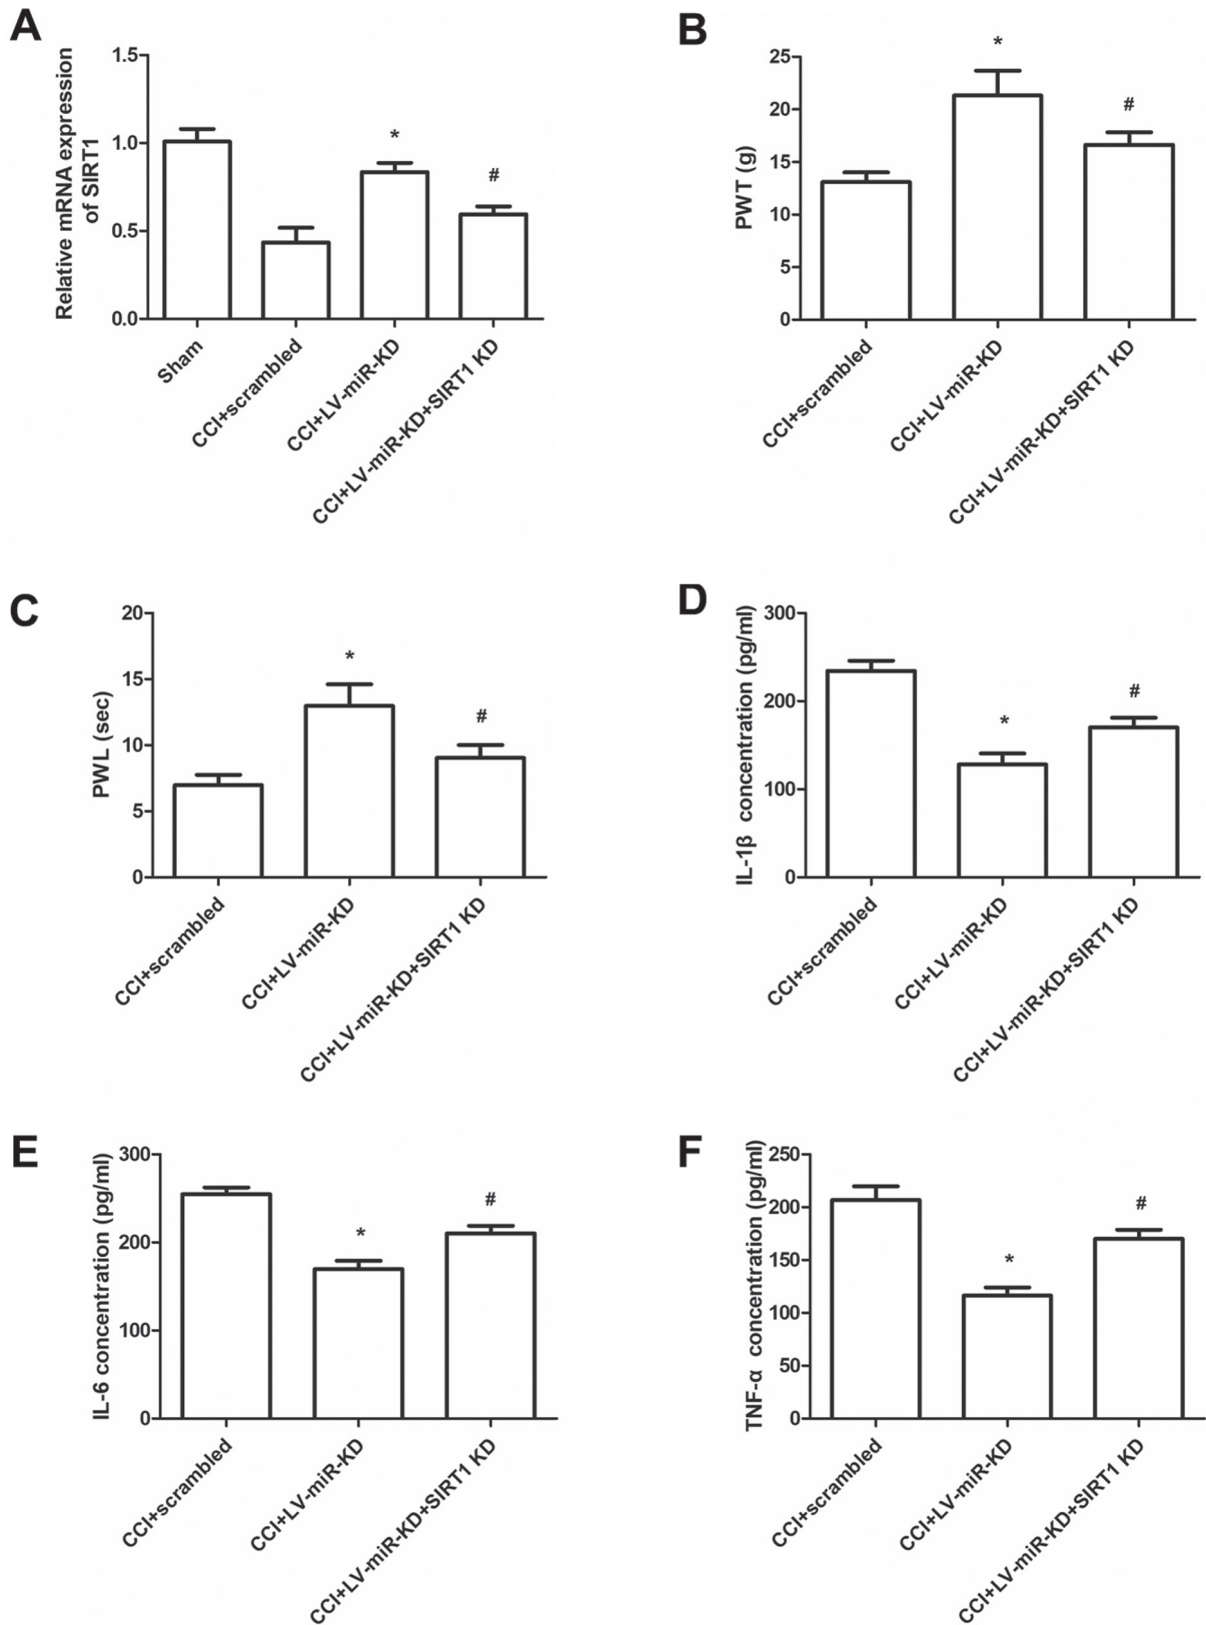 A
Relative mRNA expression
of SIRT1
1.5
1.0
0.5
0.0
*
#
Sham
CCI+scrambled
CCI+LV-miR-KD
CCI+LV-miR-KD+SIRT1 KD
B
PWT (g)
25
20
15
10
5
0
*
#
CCI+scrambled
CCI+LV-miR-KD
CCI+LV-miR-KD+SIRT1 KD
C
PWL (sec)
20
15
10
5
0
*
#
CCI+scrambled
CCI+LV-miR-KD
CCI+LV-miR-KD+SIRT1 KD
D
IL-1β concentration (pg/ml)
300
200
100
0
*
#
CCI+scrambled
CCI+LV-miR-KD
CCI+LV-miR-KD+SIRT1 KD
E
IL-6 concentration (pg/ml)
300
200
100
0
*
#
CCI+scrambled
CCI+LV-miR-KD
CCI+LV-miR-KD+SIRT1 KD
F
TNF-α concentration (pg/ml)
250
200
150
100
50
0
*
#
CCI+scrambled
CCI+LV-miR-KD
CCI+LV-miR-KD+SIRT1 KD